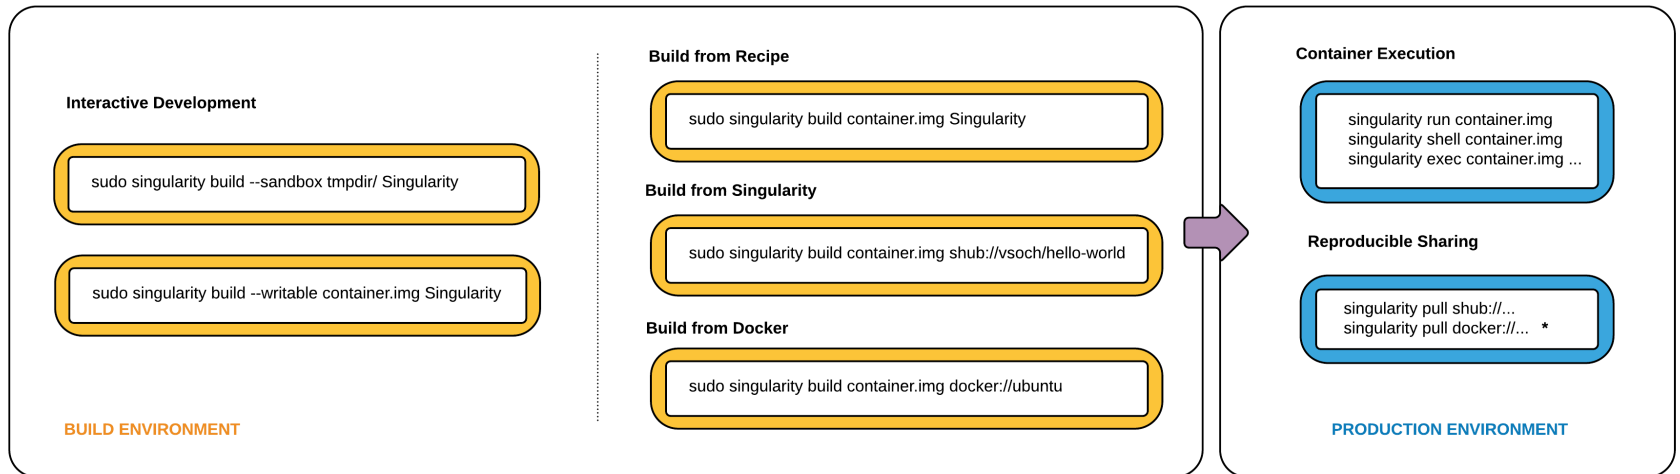 Interactive Development
sudo singularity build --sandbox tmpdir/ Singularity
sudo singularity build --writable container.img Singularity
BUILD ENVIRONMENT
Build from Recipe
sudo singularity build container.img Singularity
Build from Singularity
sudo singularity build container.img shub://vsoch/hello-world
Build from Docker
sudo singularity build container.img docker://ubuntu
Container Execution
singularity run container.img
singularity shell container.img
singularity exec container.img ...
Reproducible Sharing
singularity pull shub://...
singularity pull docker://... *
PRODUCTION ENVIRONMENT